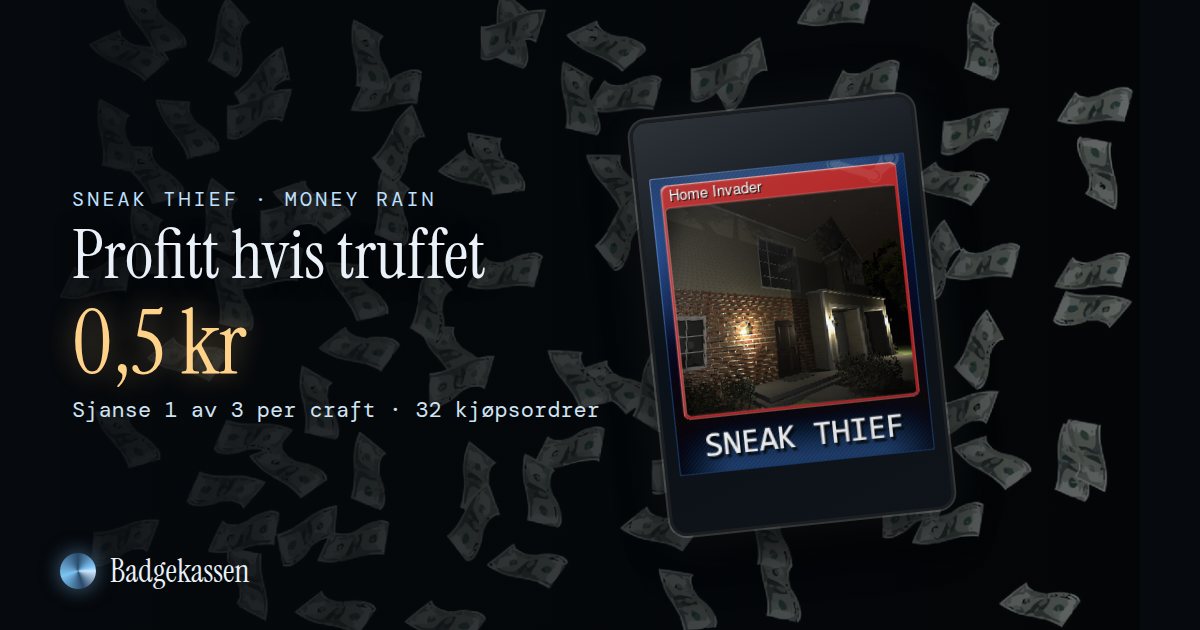 SNEAK THIEF · MONEY RAIN
Profitt hvis truffet
0,5 kr
Sjanse 1 av 3 per craft · 32 kjøpsordrer
Home Invader
SNEAK THIEF
Badgekassen